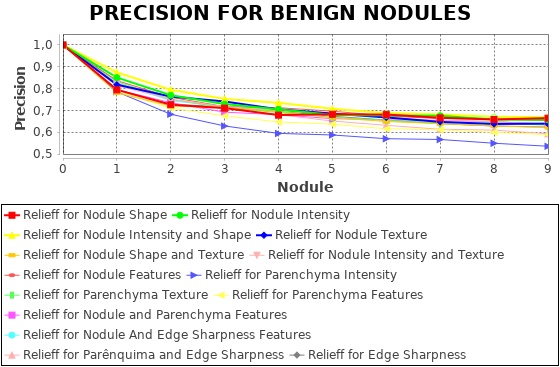 PRECISION FOR BENIGN NODULES
1,0
0,9
0,8
0,7
0,6
0,5
Precision
0 1 2 3 4 5 6 7 8 9
Nodule
Relieff for Nodule Shape Relieff for Nodule Intensity
Relieff for Nodule Intensity and Shape Relieff for Nodule Texture
Relieff for Nodule Shape and Texture Relieff for Nodule Intensity and Texture
Relieff for Nodule Features Relieff for Parenchyma Intensity
Relieff for Parenchyma Texture Relieff for Parenchyma Features
Relieff for Nodule and Parenchyma Features
Relieff for Nodule And Edge Sharpness Features
Relieff for Parênquima and Edge Sharpness Relieff for Edge Sharpness